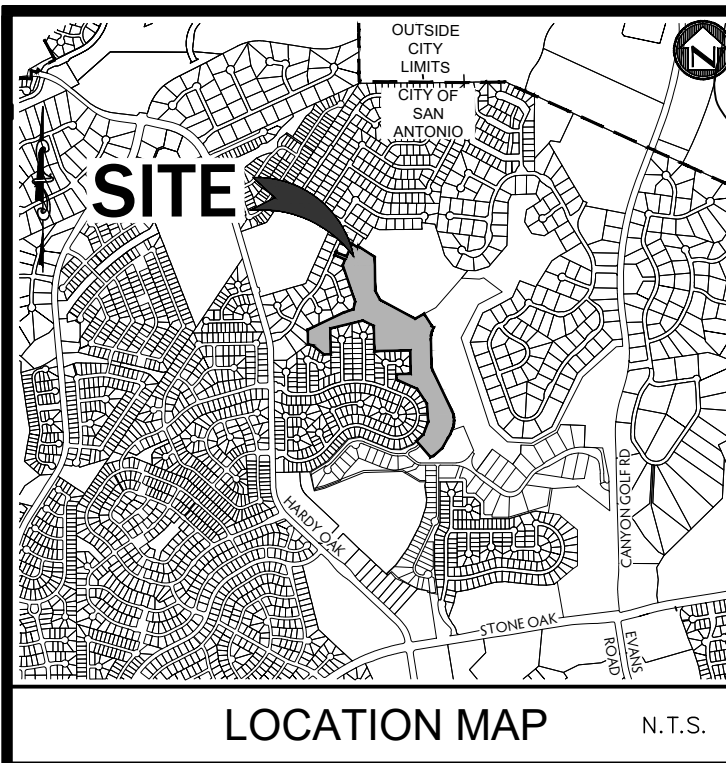 OUTSIDE
CITY
LIMITS
CITY OF
SAN
ANTONIO
N
SITE
HARDY OAK
CANYON GOLF RD
STONE OAK
EVANS
ROAD
LOCATION MAP
N.T.S.